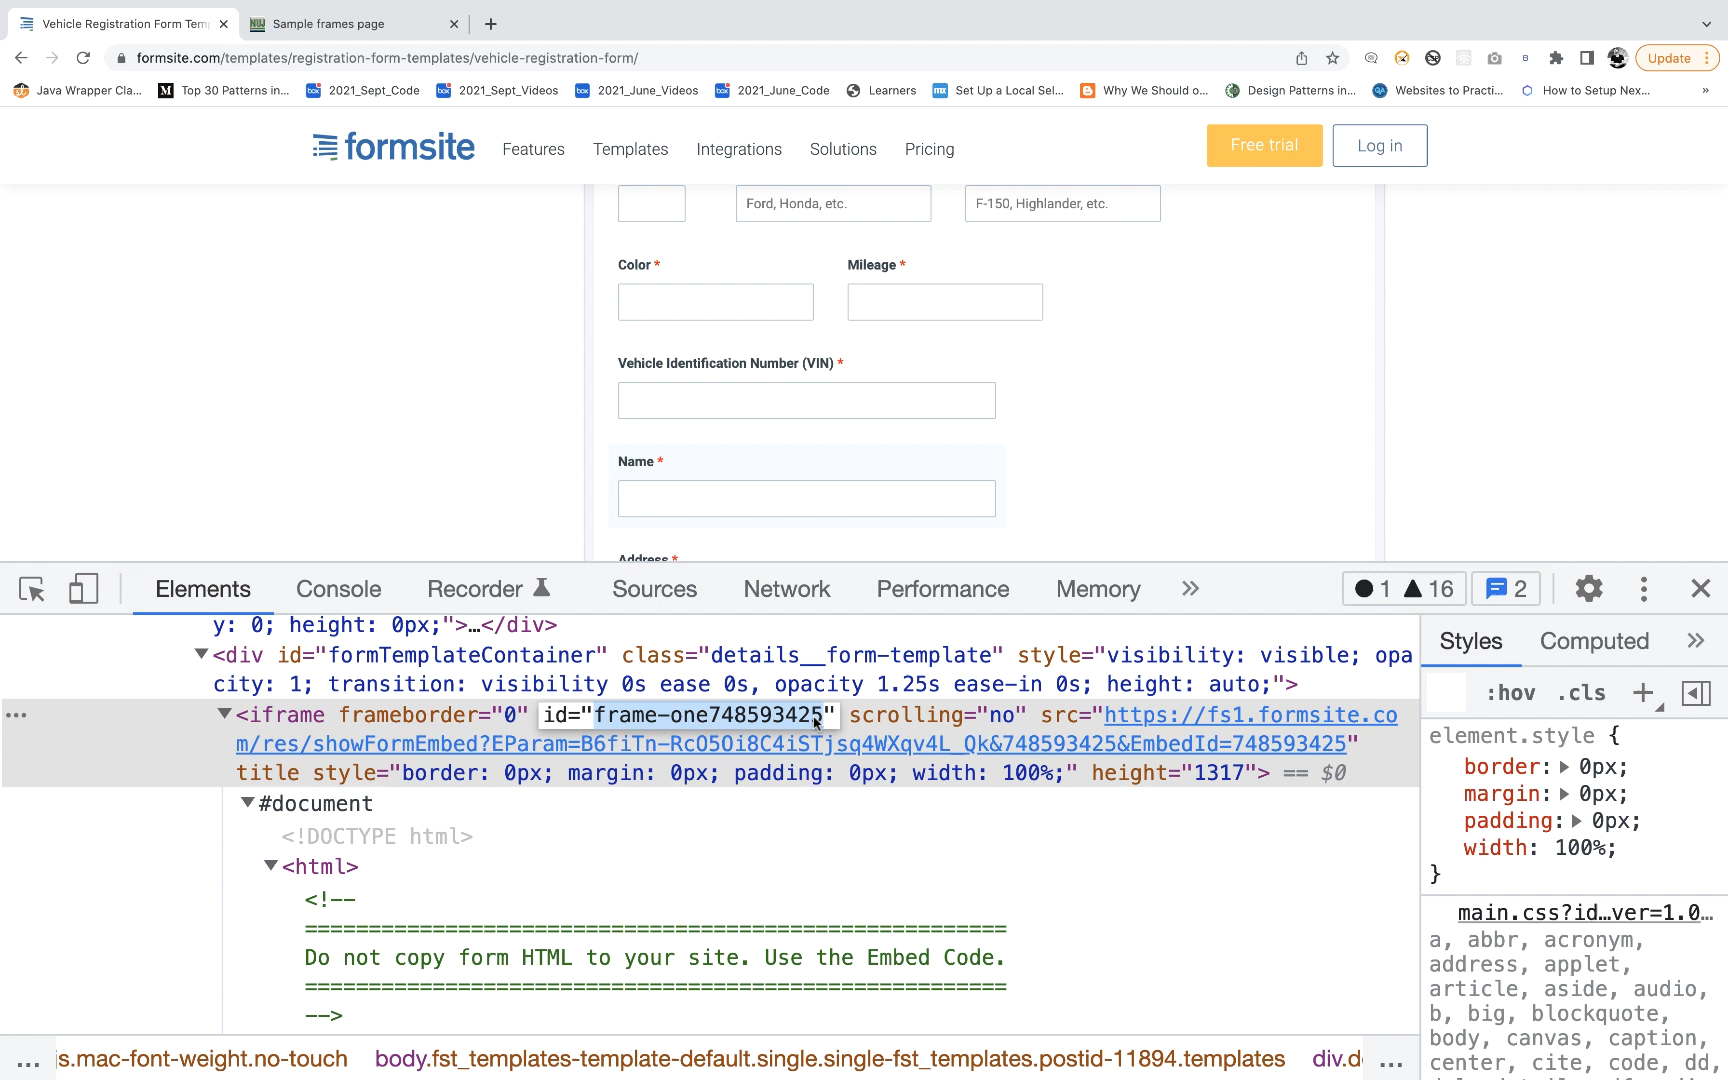 Vehicle Registration Form Temp
Sample frames page
formsite.com/templates/registration-form-templates/vehicle-registration-form/
Update
Java Wrapper Cla...
Top 30 Patterns in...
2021_Sept_Code
2021_Sept_Videos
2021_June_Videos
2021_June_Code
Learners
Set Up a Local Sel...
Why We Should o...
Design Patterns in...
Websites to Practi...
How to Setup Nex...
»
formsite
Features
Templates
Integrations
Solutions
Pricing
Free trial
Log in
Ford, Honda, etc.
F-150, Highlander, etc.
Color *
Mileage *
Vehicle Identification Number (VIN) *
Name *
Address *
Elements
Console
Recorder
Sources
Network
Performance
Memory
»
1
16
2
y: 0; height: 0px;">…</div>
<div id="formTemplateContainer" class="details__form-template" style="visibility: visible; opa
city: 1; transition: visibility 0s ease 0s, opacity 1.25s ease-in 0s; height: auto;">
<iframe frameborder="0" id="frame-one748593425" scrolling="no" src="https://fs1.formsite.co
m/res/showFormEmbed?EParam=B6fiTn-RcO5Oi8C4iSTjsq4WXqv4L_Qk&748593425&EmbedId=748593425"
title style="border: 0px; margin: 0px; padding: 0px; width: 100%;" height="1317"> == $0
#document
<!DOCTYPE html>
<html>
<!--
=====================================================
Do not copy form HTML to your site. Use the Embed Code.
=====================================================
-->
... js.mac-font-weight.no-touch body.fst_templates-template-default.single.single-fst_templates.postid-11894.templates div.de ...
Styles
Computed
»
:hov
.cls
element.style {
border: 0px;
margin: 0px;
padding: 0px;
width: 100%;
}
main.css?id…ver=1.0…
a, abbr, acronym,
address, applet,
article, aside, audio,
b, big, blockquote,
body, canvas, caption,
center, cite, code, dd,